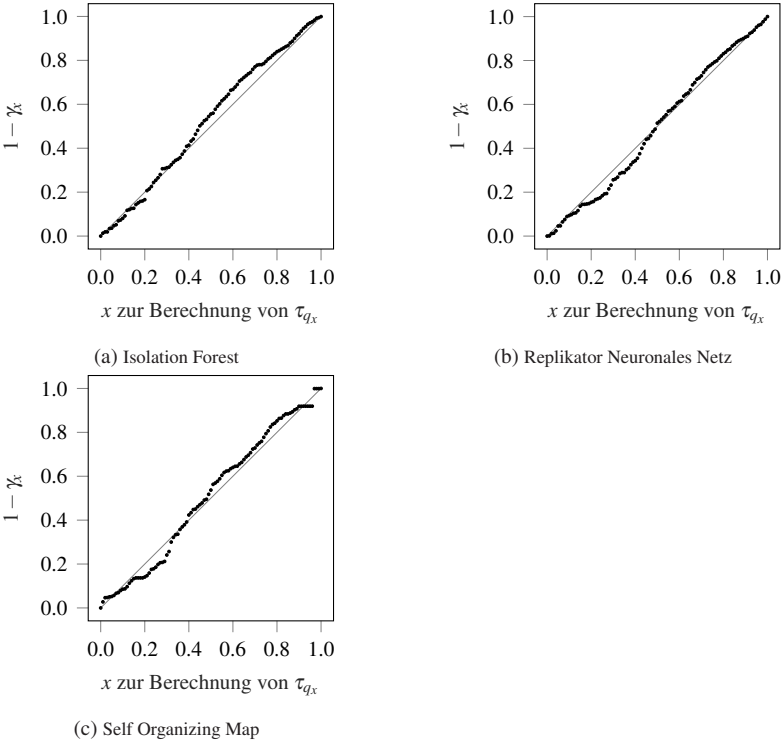 1.0
0.8
0.6
0.4
0.2
0.0
1 − γx
0.0 0.2 0.4 0.6 0.8 1.0
x zur Berechnung von τqx
(a) Isolation Forest
1.0
0.8
0.6
0.4
0.2
0.0
1 − γx
0.0 0.2 0.4 0.6 0.8 1.0
x zur Berechnung von τqx
(b) Replikator Neuronales Netz
1.0
0.8
0.6
0.4
0.2
0.0
1 − γx
0.0 0.2 0.4 0.6 0.8 1.0
x zur Berechnung von τqx
(c) Self Organizing Map